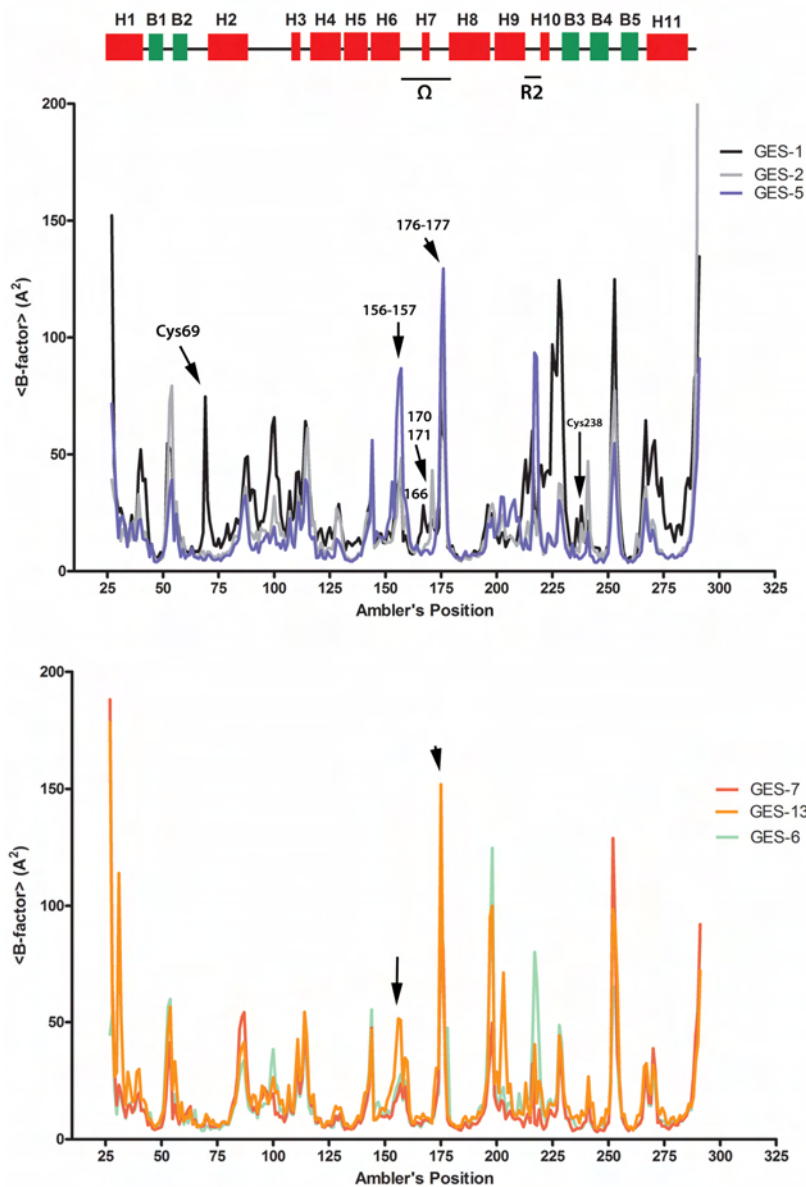 H1 B1 B2 H2 H3 H4 H5 H6 H7 H8 H9 H10 B3 B4 B5 H11
Ω R2
200
150
100
50
0
<B-factor> (A²)
GES-1
GES-2
GES-5
176-177
156-157
Cys69
170
171
166
Cys238
25 50 75 100 125 150 175 200 225 250 275 300 325
Ambler's Position
200
150
100
50
0
<B-factor> (A²)
GES-7
GES-13
GES-6
25 50 75 100 125 150 175 200 225 250 275 300 325
Ambler's Position